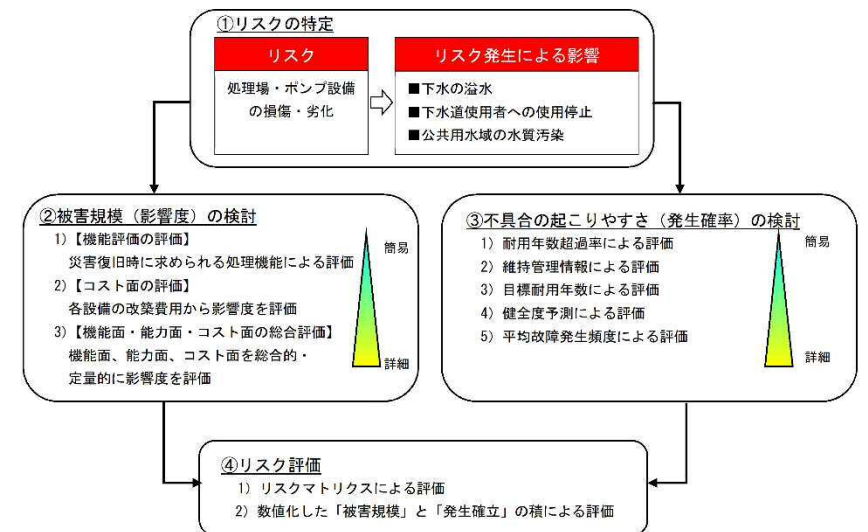 ①リスクの特定
リスク
リスク発生による影響
処理場・ポンプ設備
の損傷・劣化
■下水の溢水
■下水道使用者への使用停止
■公共用水域の水質汚染
②被害規模（影響度）の検討
1）【機能評価の評価】
災害復旧時に求められる処理機能による評価
2）【コスト面の評価】
各設備の改築費用から影響度を評価
3）【機能面・能力面・コスト面の総合評価】
機能面、能力面、コスト面を総合的・
定量的に影響度を評価
簡易
詳細
③不具合の起こりやすさ（発生確率）の検討
1）耐用年数超過率による評価
2）維持管理情報による評価
3）目標耐用年数による評価
4）健全度予測による評価
5）平均故障発生頻度による評価
簡易
詳細
④リスク評価
1）リスクマトリクスによる評価
2）数値化した「被害規模」と「発生確立」の積による評価